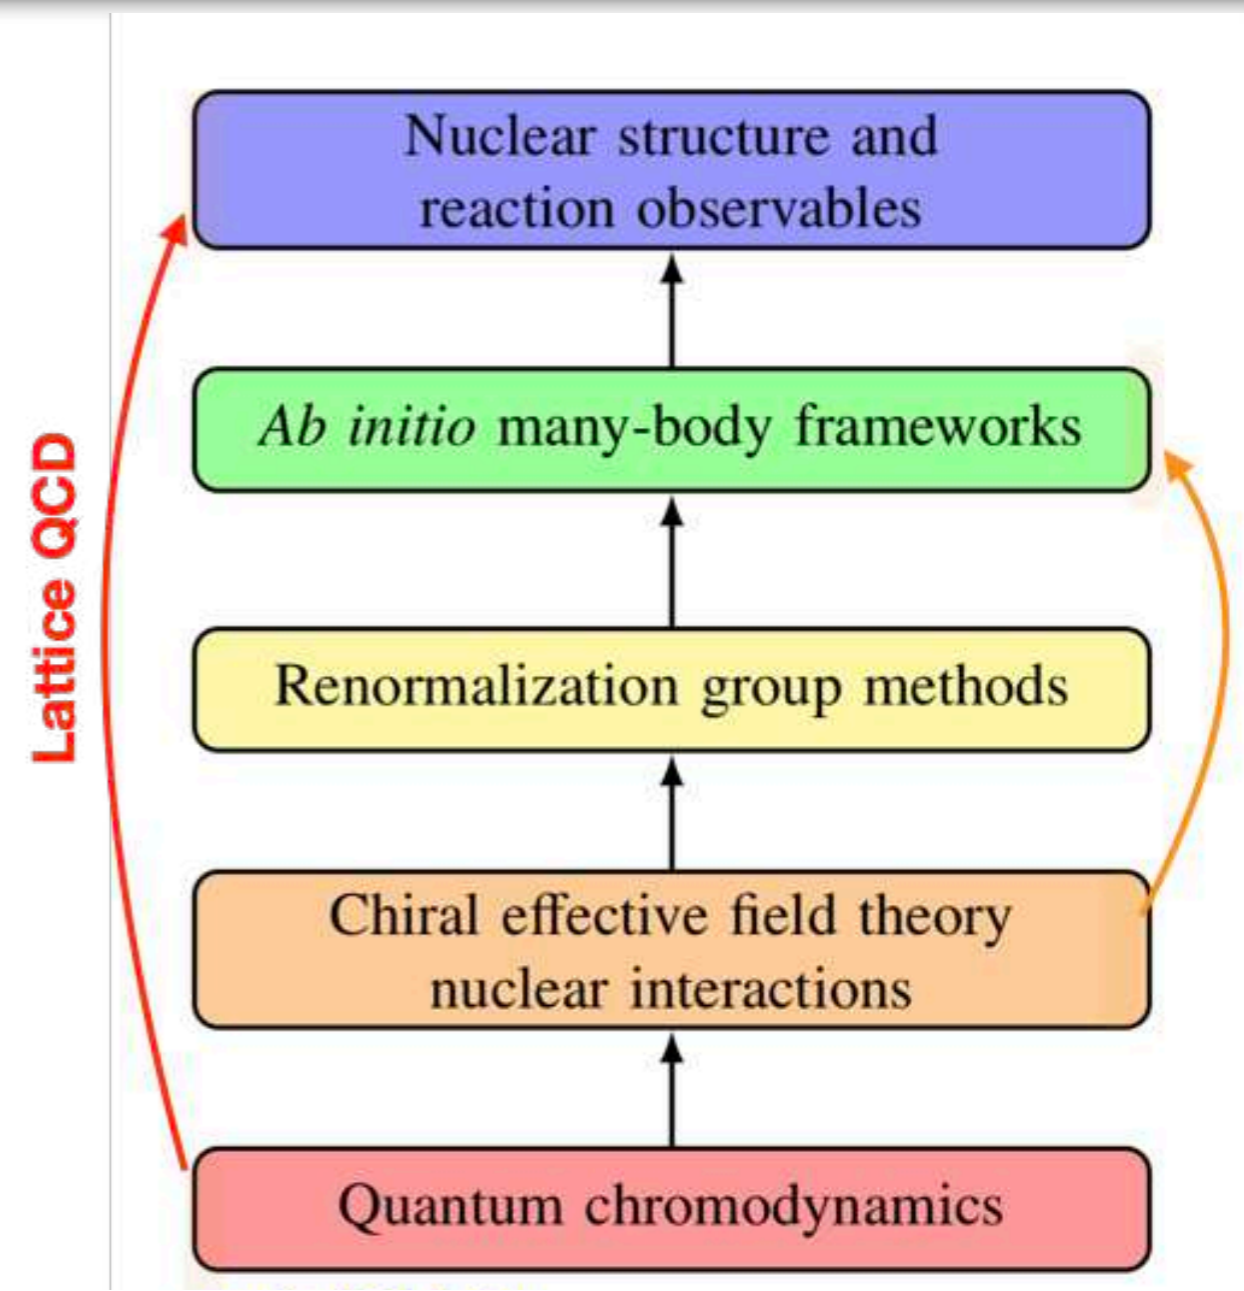 Nuclear structure and
reaction observables
Ab initio many-body frameworks
Lattice QCD
Renormalization group methods
Chiral effective field theory
nuclear interactions
Quantum chromodynamics